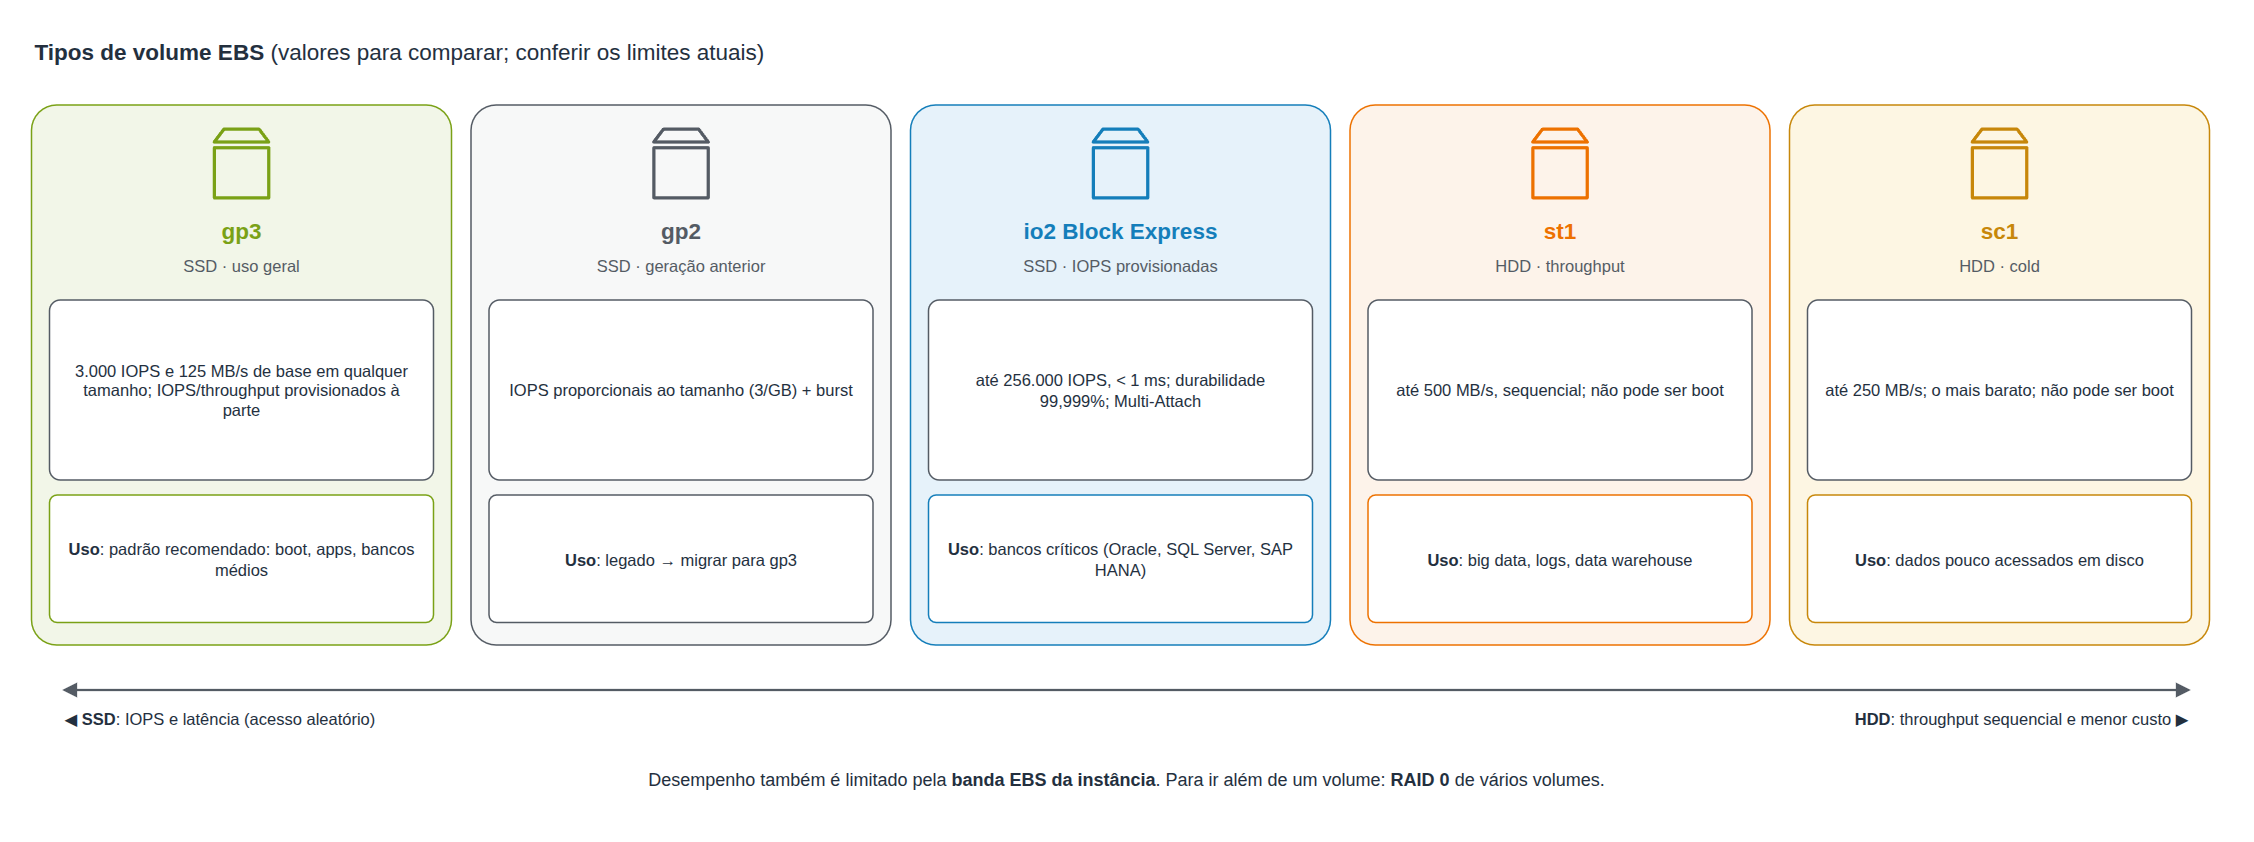 Tipos de volume EBS (valores para comparar; conferir os limites atuais)
gp3
SSD · uso geral
3.000 IOPS e 125 MB/s de base em qualquer
tamanho; IOPS/throughput provisionados à
parte
Uso: padrão recomendado: boot, apps, bancos
médios
gp2
SSD · geração anterior
IOPS proporcionais ao tamanho (3/GB) + burst
Uso: legado → migrar para gp3
io2 Block Express
SSD · IOPS provisionadas
até 256.000 IOPS, < 1 ms; durabilidade
99,999%; Multi-Attach
Uso: bancos críticos (Oracle, SQL Server, SAP
HANA)
st1
HDD · throughput
até 500 MB/s, sequencial; não pode ser boot
Uso: big data, logs, data warehouse
sc1
HDD · cold
até 250 MB/s; o mais barato; não pode ser boot
Uso: dados pouco acessados em disco
◀ SSD: IOPS e latência (acesso aleatório)
HDD: throughput sequencial e menor custo ▶
Desempenho também é limitado pela banda EBS da instância. Para ir além de um volume: RAID 0 de vários volumes.